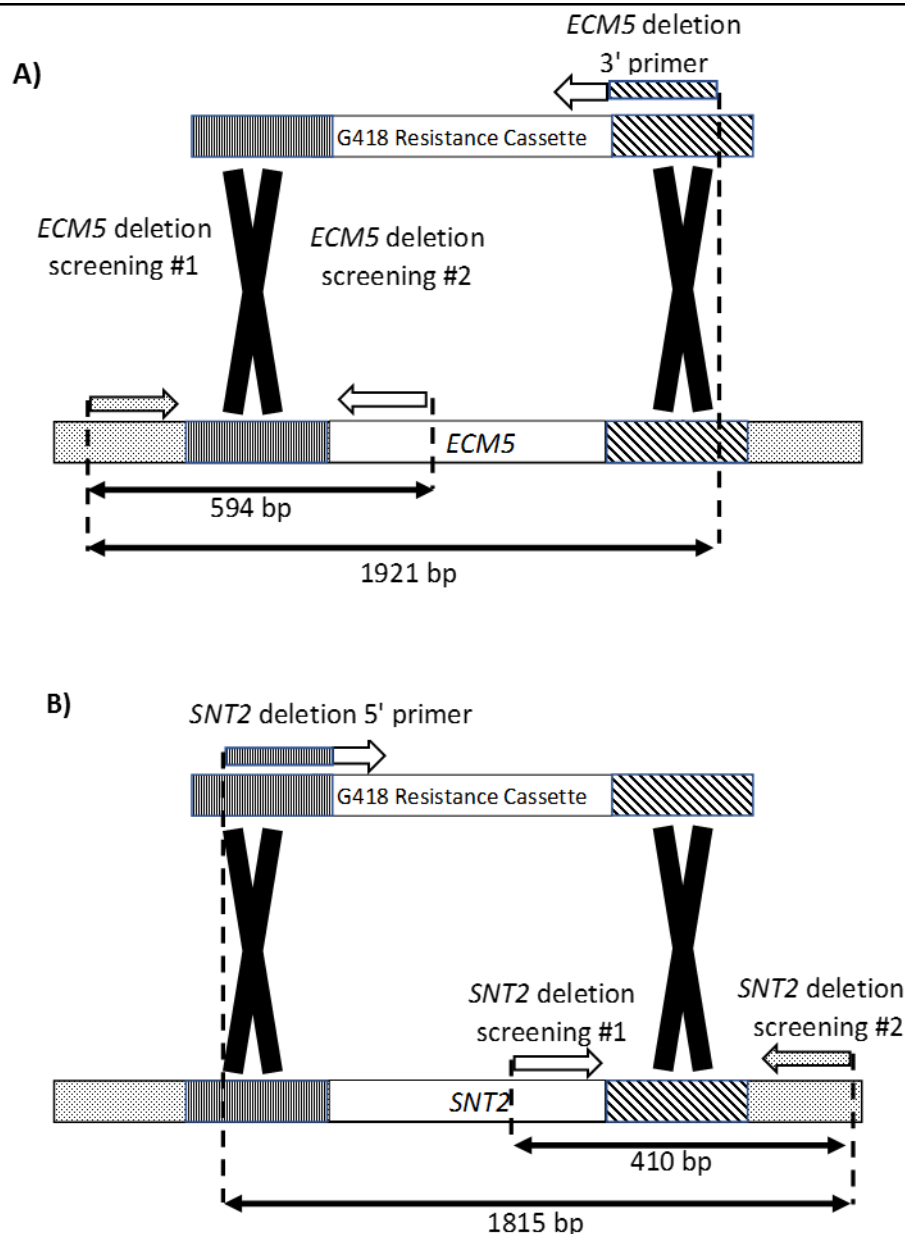 A)
ECM5 deletion
3' primer
G418 Resistance Cassette
ECM5 deletion
screening #1
ECM5 deletion
screening #2
ECM5
594 bp
1921 bp
B)
SNT2 deletion 5' primer
G418 Resistance Cassette
SNT2 deletion
screening #1
SNT2 deletion
screening #2
SNT2
410 bp
1815 bp